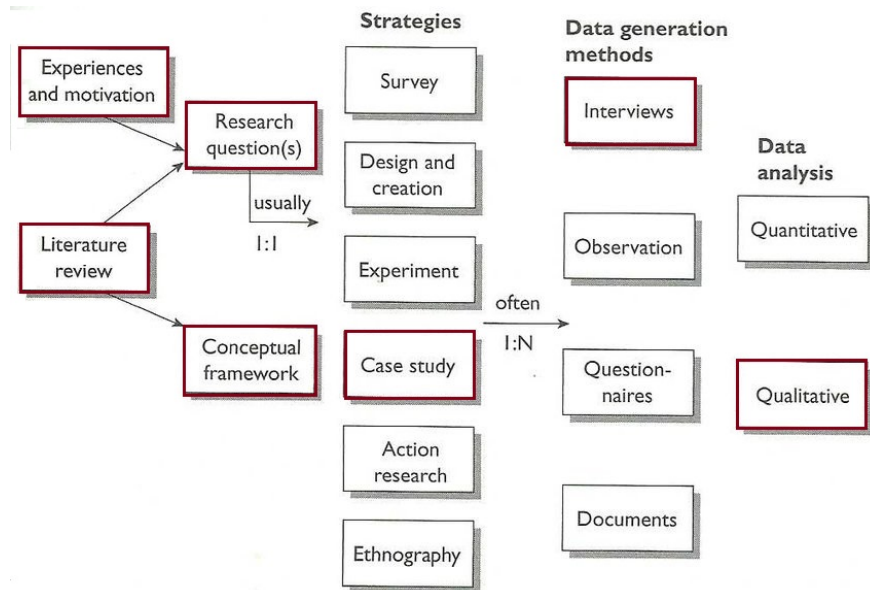 Experiences
and motivation
Literature
review
Research
question(s)
usually
1:1
Conceptual
framework
Strategies
Survey
Design and
creation
Experiment
Case study
Action
research
Ethnography
often
1:N
Data generation
methods
Interviews
Observation
Question-
naires
Documents
Data
analysis
Quantitative
Qualitative